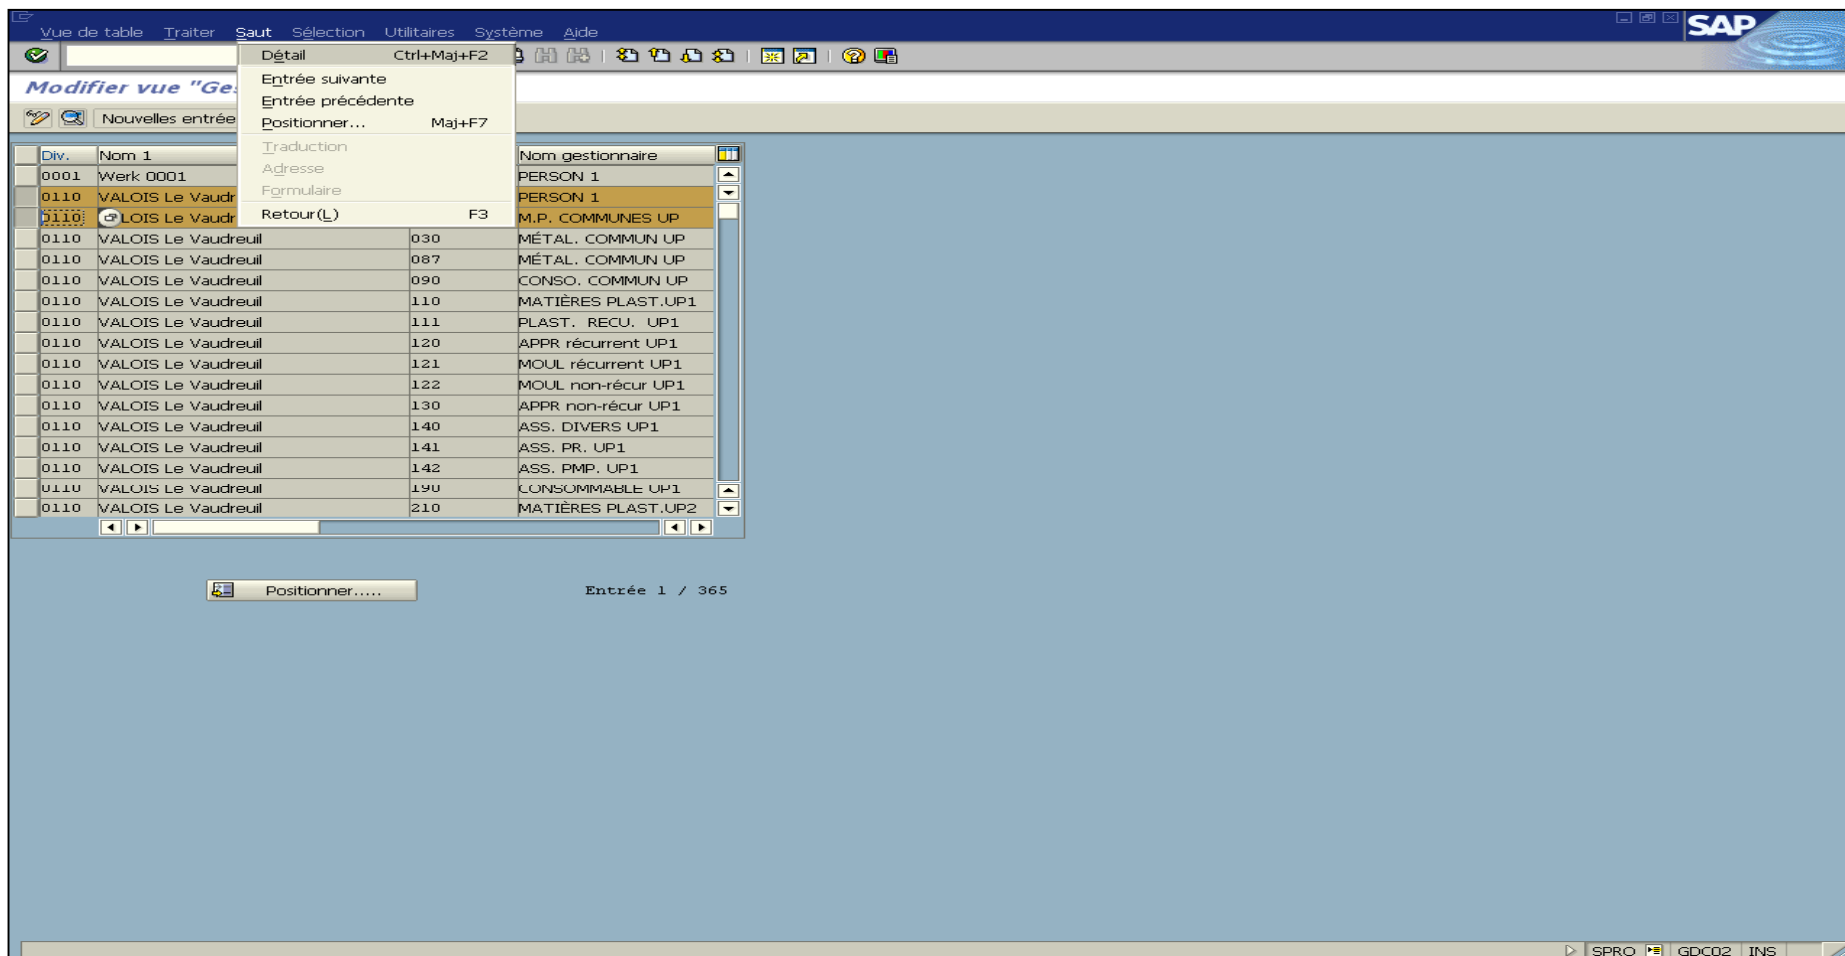 Vue de table Traiter Saut Sélection Utilitaires Système Aide
SAP
Détail Ctrl+Maj+F2
Entrée suivante
Entrée précédente
Positionner... Maj+F7
Traduction
Adresse
Formulaire
Retour(L) F3
Modifier vue "Ges
Nouvelles entrée
Div. Nom 1 Nom gestionnaire
0001 Werk 0001 PERSON 1
0110 VALOIS Le Vaudr PERSON 1
0110 LOIS Le Vaudr M.P. COMMUNES UP
0110 VALOIS Le Vaudreuil 030 MÉTAL. COMMUN UP
0110 VALOIS Le Vaudreuil 087 MÉTAL. COMMUN UP
0110 VALOIS Le Vaudreuil 090 CONSO. COMMUN UP
0110 VALOIS Le Vaudreuil 110 MATIÈRES PLAST.UP1
0110 VALOIS Le Vaudreuil 111 PLAST. RECU. UP1
0110 VALOIS Le Vaudreuil 120 APPR récurrent UP1
0110 VALOIS Le Vaudreuil 121 MOUL récurrent UP1
0110 VALOIS Le Vaudreuil 122 MOUL non-récur UP1
0110 VALOIS Le Vaudreuil 130 APPR non-récur UP1
0110 VALOIS Le Vaudreuil 140 ASS. DIVERS UP1
0110 VALOIS Le Vaudreuil 141 ASS. PR. UP1
0110 VALOIS Le Vaudreuil 142 ASS. PMP. UP1
0110 VALOIS Le Vaudreuil 190 CONSOMMABLE UP1
0110 VALOIS Le Vaudreuil 210 MATIÈRES PLAST.UP2
Positionner..... Entrée 1 / 365
SPRO GDC02 INS